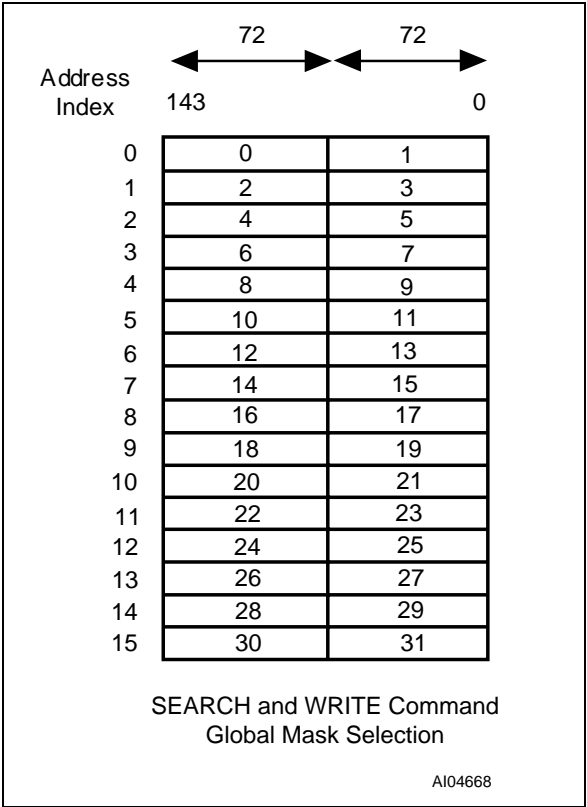 72 72
Address
Index 143 0
0 0 1
1 2 3
2 4 5
3 6 7
4 8 9
5 10 11
6 12 13
7 14 15
8 16 17
9 18 19
10 20 21
11 22 23
12 24 25
13 26 27
14 28 29
15 30 31
SEARCH and WRITE Command
Global Mask Selection
AI04668